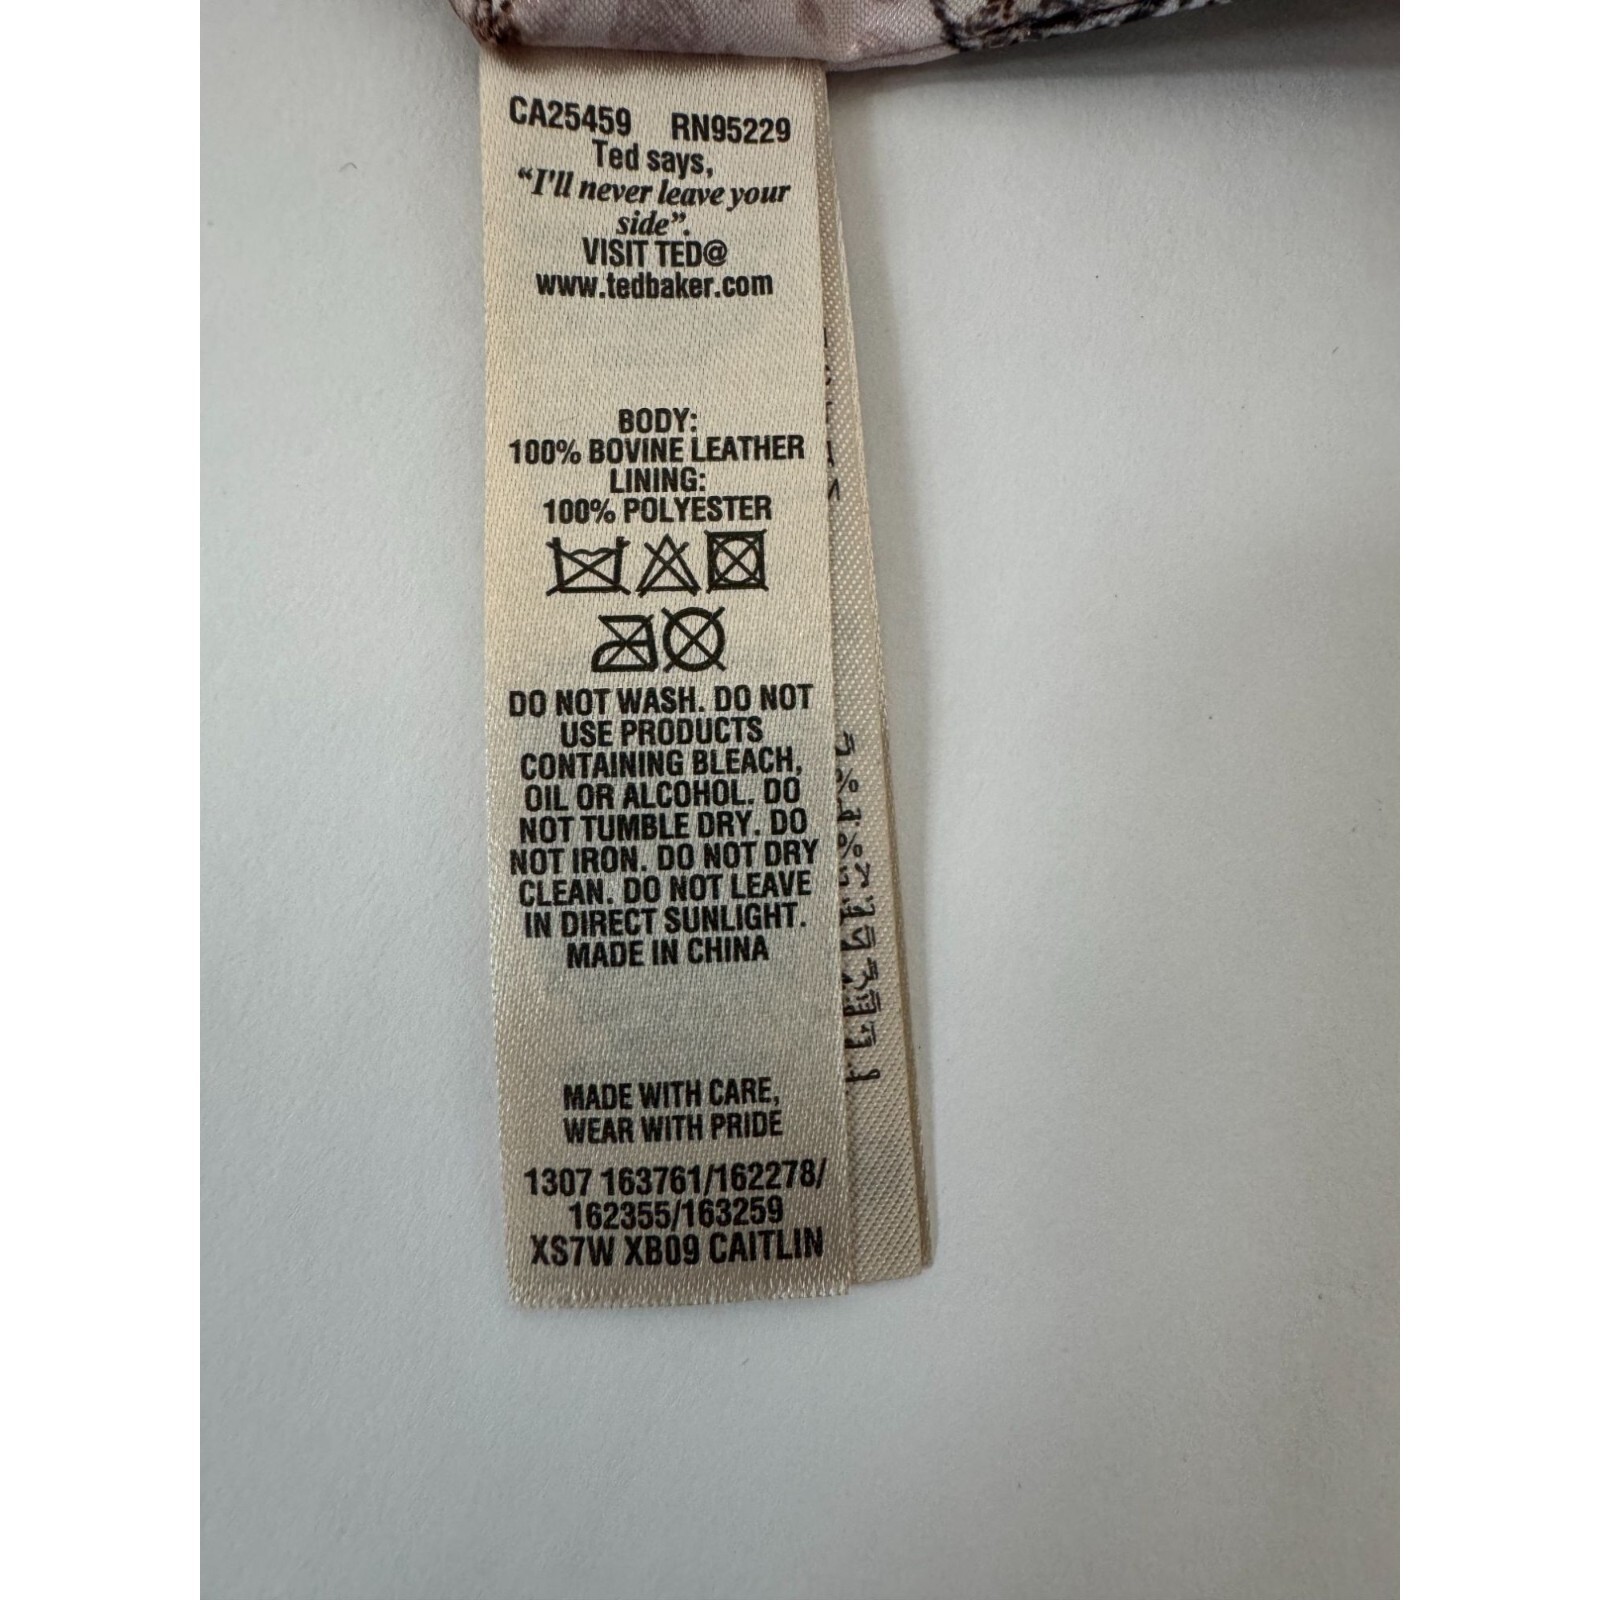 CA25459 RN95229
Ted says,
“I'll never leave your
side”.
VISIT TED@
www.tedbaker.com
BODY:
100% BOVINE LEATHER
LINING:
100% POLYESTER
DO NOT WASH. DO NOT
USE PRODUCTS
CONTAINING BLEACH,
OIL OR ALCOHOL. DO
NOT TUMBLE DRY. DO
NOT IRON. DO NOT DRY
CLEAN. DO NOT LEAVE
IN DIRECT SUNLIGHT.
MADE IN CHINA
MADE WITH CARE,
WEAR WITH PRIDE
1307 163761/162278/
162355/163259
XS7W XB09 CAITLIN